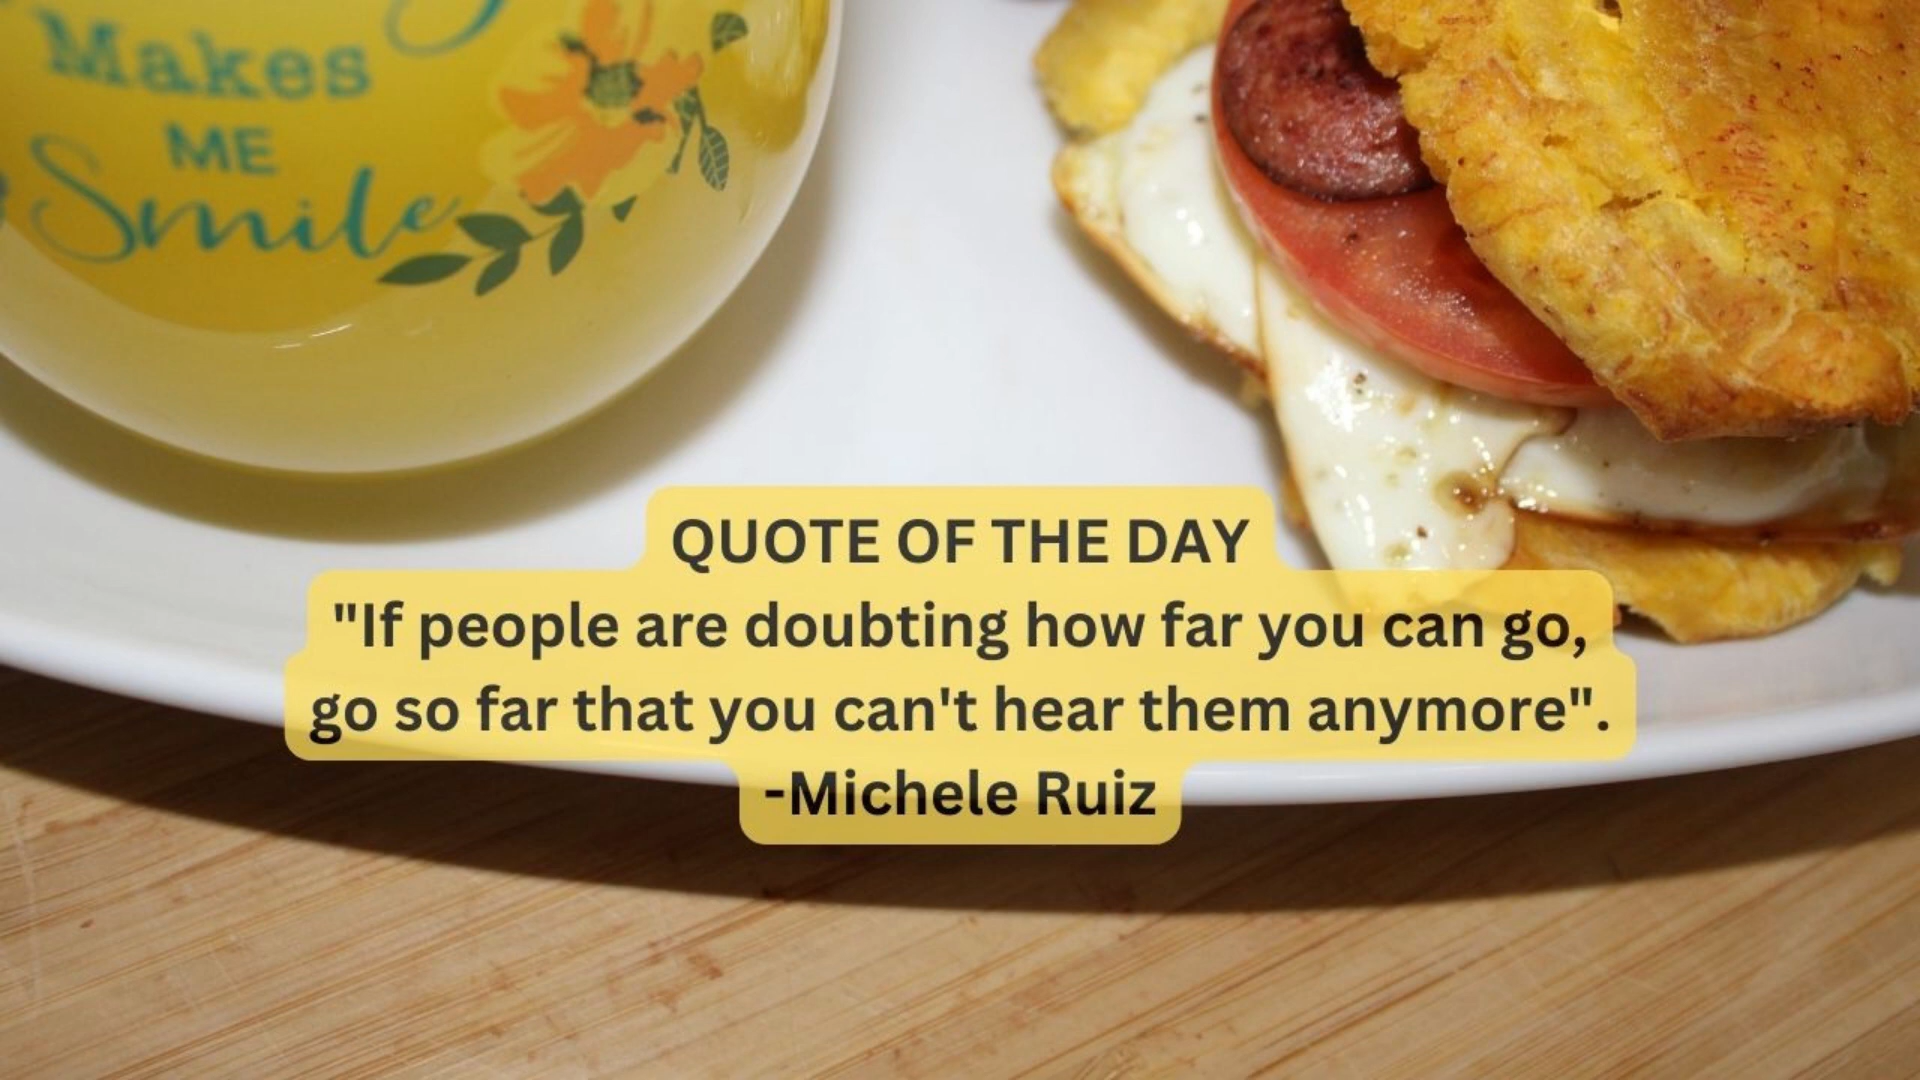 Makes
ME
Smile
QUOTE OF THE DAY
"If people are doubting how far you can go,
go so far that you can't hear them anymore".
-Michele Ruiz